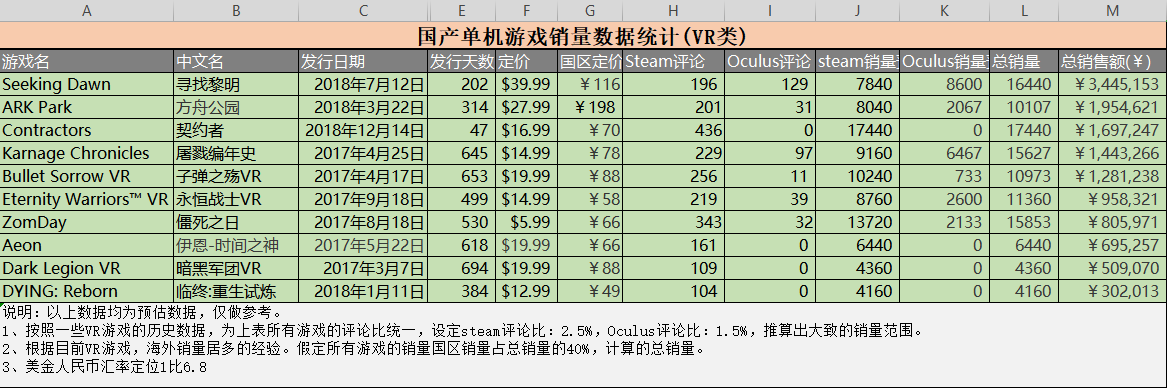 A B C E F G H I J K L M
国产单机游戏销量数据统计(VR类)
游戏名 中文名 发行日期 发行天数 定价 国区定价 Steam评论 Oculus评论 steam销量 Oculus销量 总销量 总销售额(¥)
Seeking Dawn 寻找黎明 2018年7月12日 202 $39.99 ¥116 196 129 7840 8600 16440 ¥3,445,153
ARK Park 方舟公园 2018年3月22日 314 $27.99 ¥198 201 31 8040 2067 10107 ¥1,954,621
Contractors 契约者 2018年12月14日 47 $16.99 ¥70 436 0 17440 0 17440 ¥1,697,247
Karnage Chronicles 屠戮编年史 2017年4月25日 645 $14.99 ¥78 229 97 9160 6467 15627 ¥1,443,266
Bullet Sorrow VR 子弹之殇VR 2017年4月17日 653 $19.99 ¥88 256 11 10240 733 10973 ¥1,281,238
Eternity Warriors™ VR 永恒战士VR 2017年9月18日 499 $14.99 ¥58 219 39 8760 2600 11360 ¥958,321
ZomDay 僵死之日 2017年8月18日 530 $5.99 ¥66 343 32 13720 2133 15853 ¥805,971
Aeon 伊恩-时间之神 2017年5月22日 618 $19.99 ¥66 161 0 6440 0 6440 ¥695,257
Dark Legion VR 暗黑军团VR 2017年3月7日 694 $19.99 ¥88 109 0 4360 0 4360 ¥509,070
DYING: Reborn 临终:重生试炼 2018年1月11日 384 $12.99 ¥49 104 0 4160 0 4160 ¥302,013
说明：以上数据均为预估数据，仅做参考。
1、按照一些VR游戏的历史数据，为上表所有游戏的评论比统一，设定steam评论比：2.5%，Oculus评论比：1.5%，推算出大致的销量范围。
2、根据目前VR游戏，海外销量居多的经验。假定所有游戏的销量国区销量占总销量的40%，计算的总销量。
3、美金人民币汇率定位1比6.8